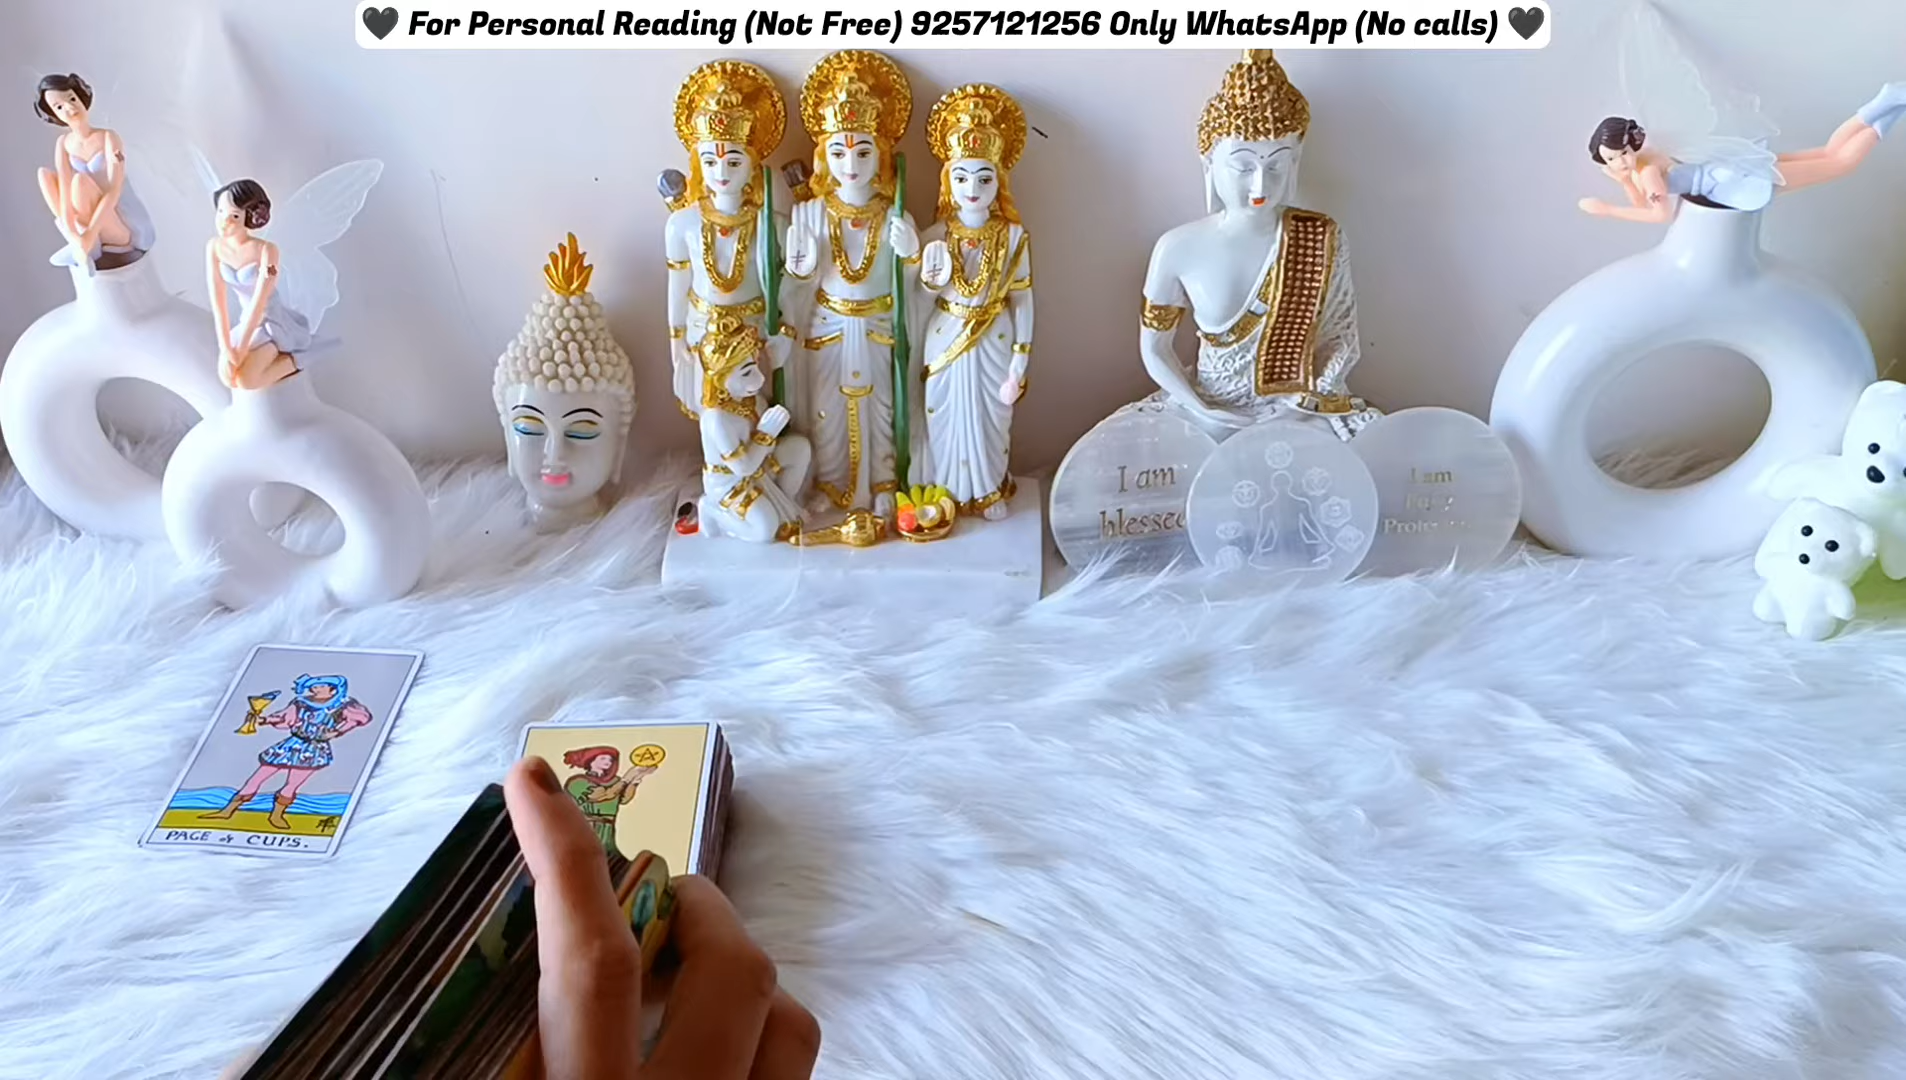 🖤 For Personal Reading (Not Free) 9257121256 Only WhatsApp (No calls) 🖤
I am
blessed
I am
PAGE of CUPS.